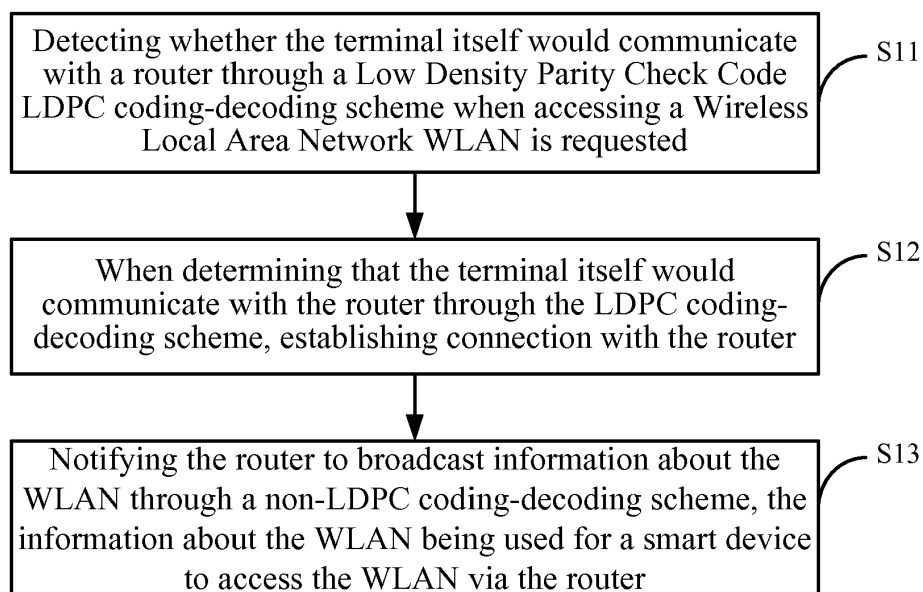 Detecting whether the terminal itself would communicate
with a router through a Low Density Parity Check Code
LDPC coding-decoding scheme when accessing a Wireless
Local Area Network WLAN is requested
S11
When determining that the terminal itself would
communicate with the router through the LDPC coding-
decoding scheme, establishing connection with the router
S12
Notifying the router to broadcast information about the
WLAN through a non-LDPC coding-decoding scheme, the
information about the WLAN being used for a smart device
to access the WLAN via the router
S13